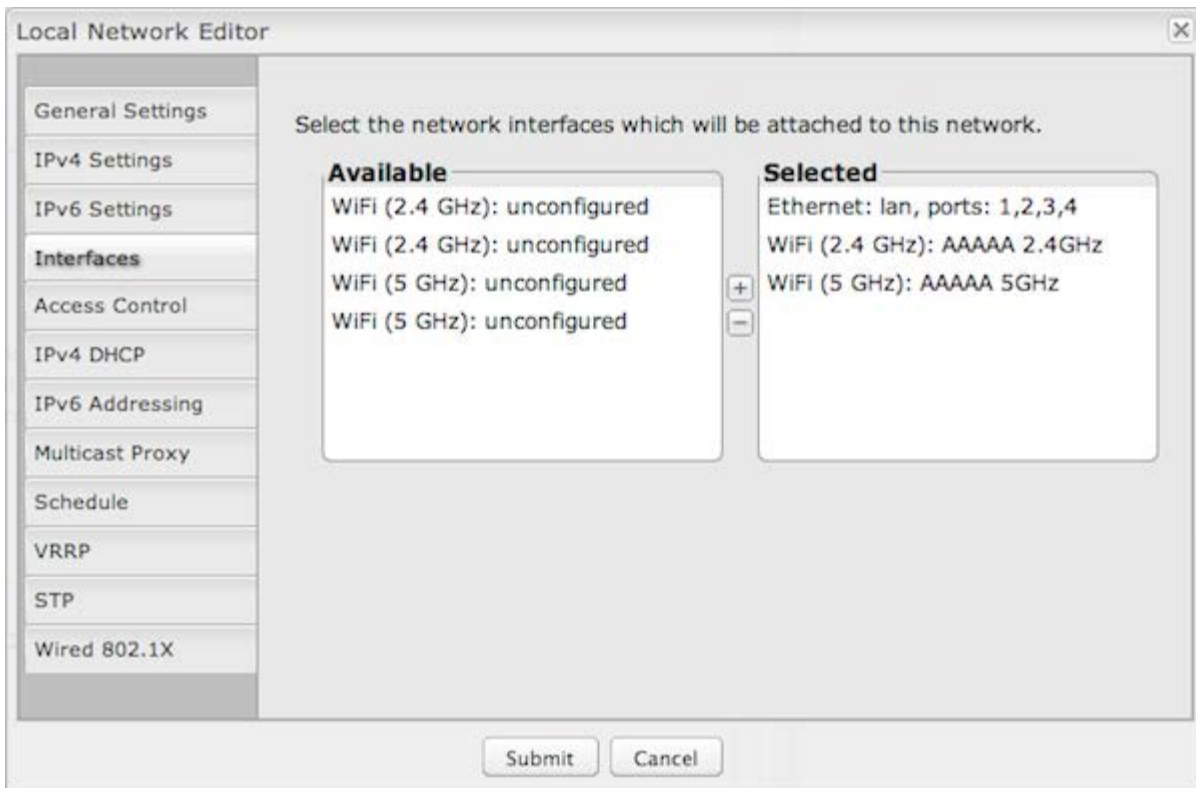 Local Network Editor
General Settings
IPv4 Settings
IPv6 Settings
Interfaces
Access Control
IPv4 DHCP
IPv6 Addressing
Multicast Proxy
Schedule
VRRP
STP
Wired 802.1X
Select the network interfaces which will be attached to this network.
Available
WiFi (2.4 GHz): unconfigured
WiFi (2.4 GHz): unconfigured
WiFi (5 GHz): unconfigured
WiFi (5 GHz): unconfigured
Selected
Ethernet: lan, ports: 1,2,3,4
WiFi (2.4 GHz): AAAAA 2.4GHz
WiFi (5 GHz): AAAAA 5GHz
Submit
Cancel